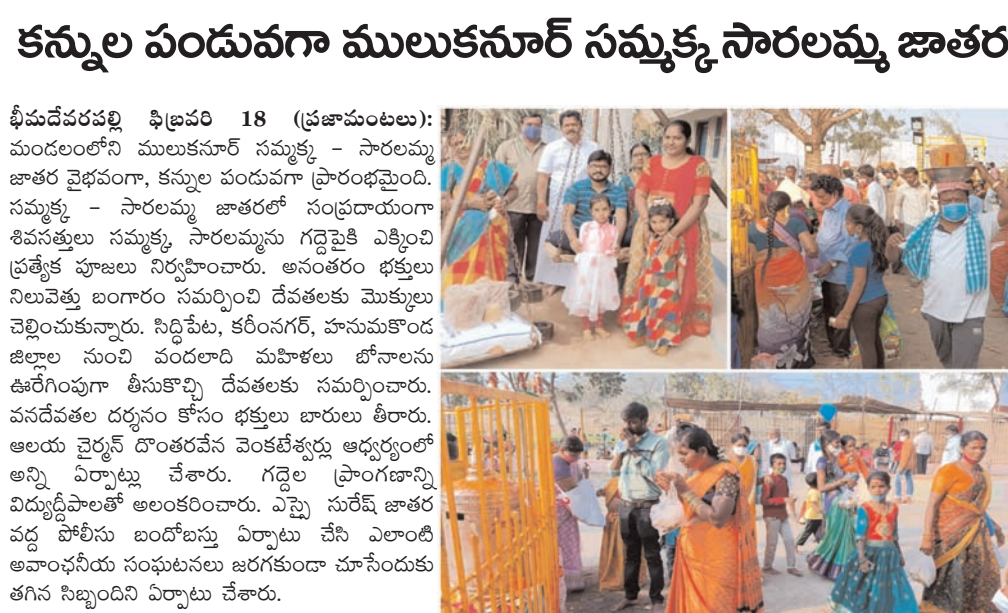 కన్నుల పండువగా ములుకనూర్ సమ్మక్క సారలమ్మ జాతర
భీమదేవరపల్లి ఫిబ్రవరి 18 (ప్రజామంటలు):
మండలంలోని ములుకనూర్ సమ్మక్క – సారలమ్మ
జాతర వైభవంగా, కన్నుల పండువగా ప్రారంభమైంది.
సమ్మక్క – సారలమ్మ జాతరలో సంప్రదాయంగా
శివసత్తులు సమ్మక్క, సారలమ్మను గద్దెపైకి ఎక్కించి
ప్రత్యేక పూజలు నిర్వహించారు. అనంతరం భక్తులు
నిలువెత్తు బంగారం సమర్పించి దేవతలకు మొక్కులు
చెల్లించుకున్నారు. సిద్ధిపేట, కరీంనగర్, హనుమకొండ
జిల్లాల నుంచి వందలాది మహిళలు బోనాలను
ఊరేగింపుగా తీసుకొచ్చి దేవతలకు సమర్పించారు.
వనదేవతల దర్శనం కోసం భక్తులు బారులు తీరారు.
ఆలయ చైర్మన్ దొంతరవేన వెంకటేశ్వర్లు ఆధ్వర్యంలో
అన్ని ఏర్పాట్లు చేశారు. గద్దెల ప్రాంగణాన్ని
విద్యుద్దీపాలతో అలంకరించారు. ఎస్సై సురేష్ జాతర
వద్ద పోలీసు బందోబస్తు ఏర్పాటు చేసి ఎలాంటి
అవాంఛనీయ సంఘటనలు జరగకుండా చూసేందుకు
తగిన సిబ్బందిని ఏర్పాటు చేశారు.